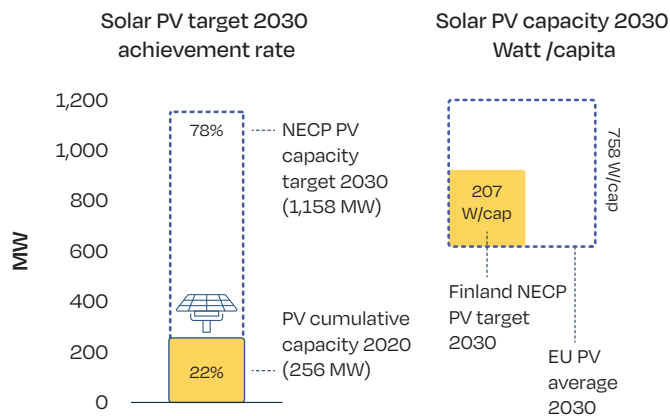 Solar PV target 2030
achievement rate
1,200
1,000
800
600
400
200
0
MW
78%
22%
NECP PV
capacity
target 2030
(1,158 MW)
PV cumulative
capacity 2020
(256 MW)
Solar PV capacity 2030
Watt /capita
758 W/cap
207
W/cap
Finland NECP
PV target
2030
EU PV
average
2030